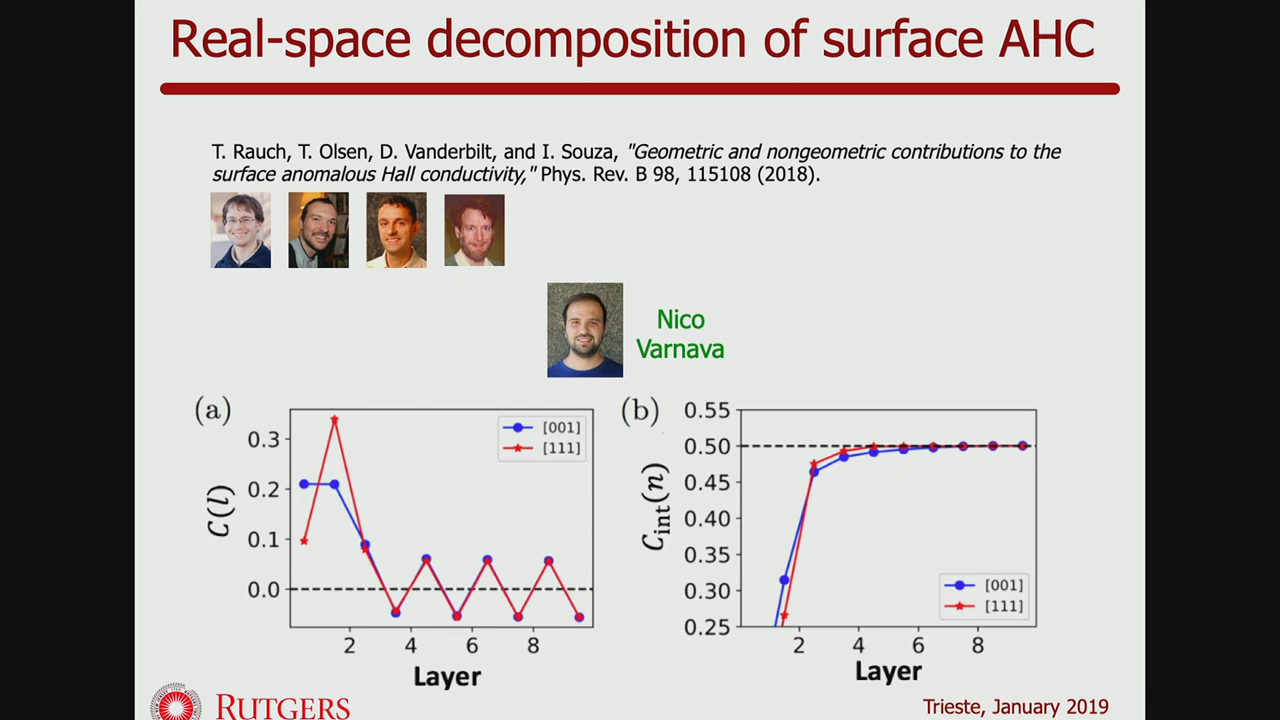 Real-space decomposition of surface AHC
T. Rauch, T. Olsen, D. Vanderbilt, and I. Souza, "Geometric and nongeometric contributions to the
surface anomalous Hall conductivity," Phys. Rev. B 98, 115108 (2018).
Nico
Varnava
(a)
0.3
0.2
0.1
0.0
C(l)
[001]
[111]
2 4 6 8
Layer
(b)
0.55
0.50
0.45
0.40
0.35
0.30
0.25
C_int(n)
[001]
[111]
2 4 6 8
Layer
RUTGERS
Trieste, January 2019